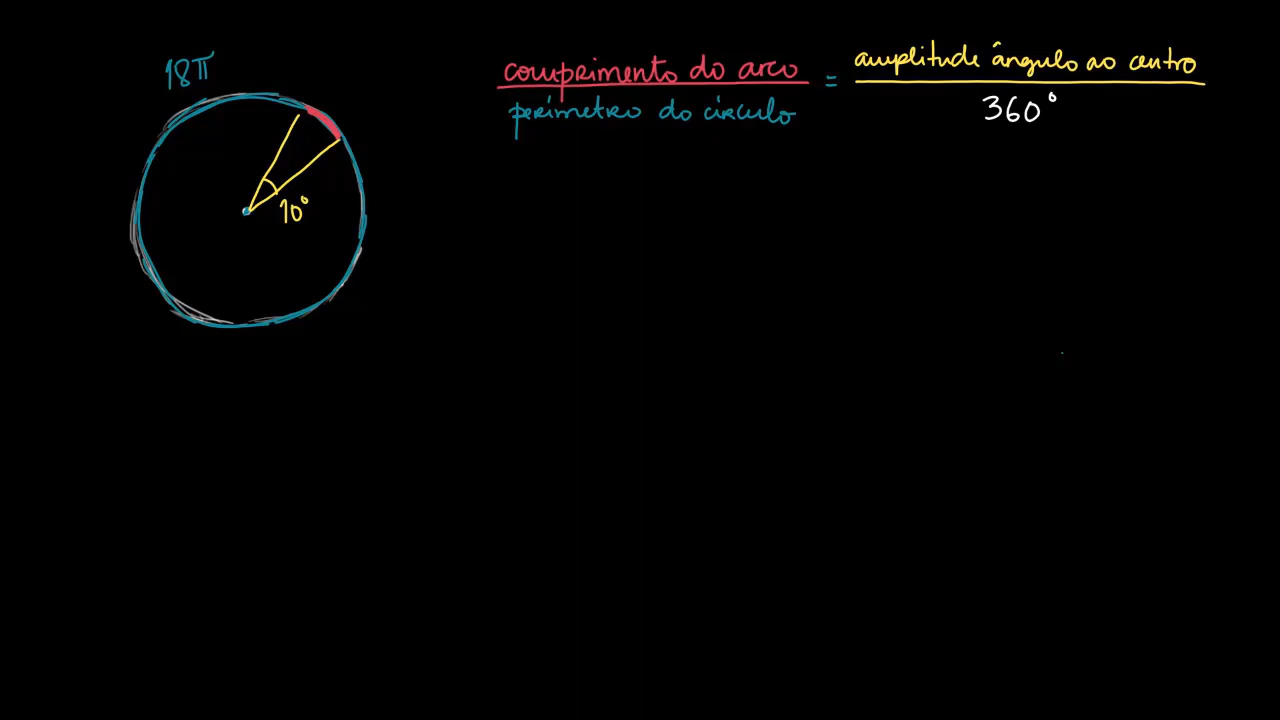 18π
comprimento do arco
perímetro do círculo
=
amplitude ângulo ao centro
360°
10°